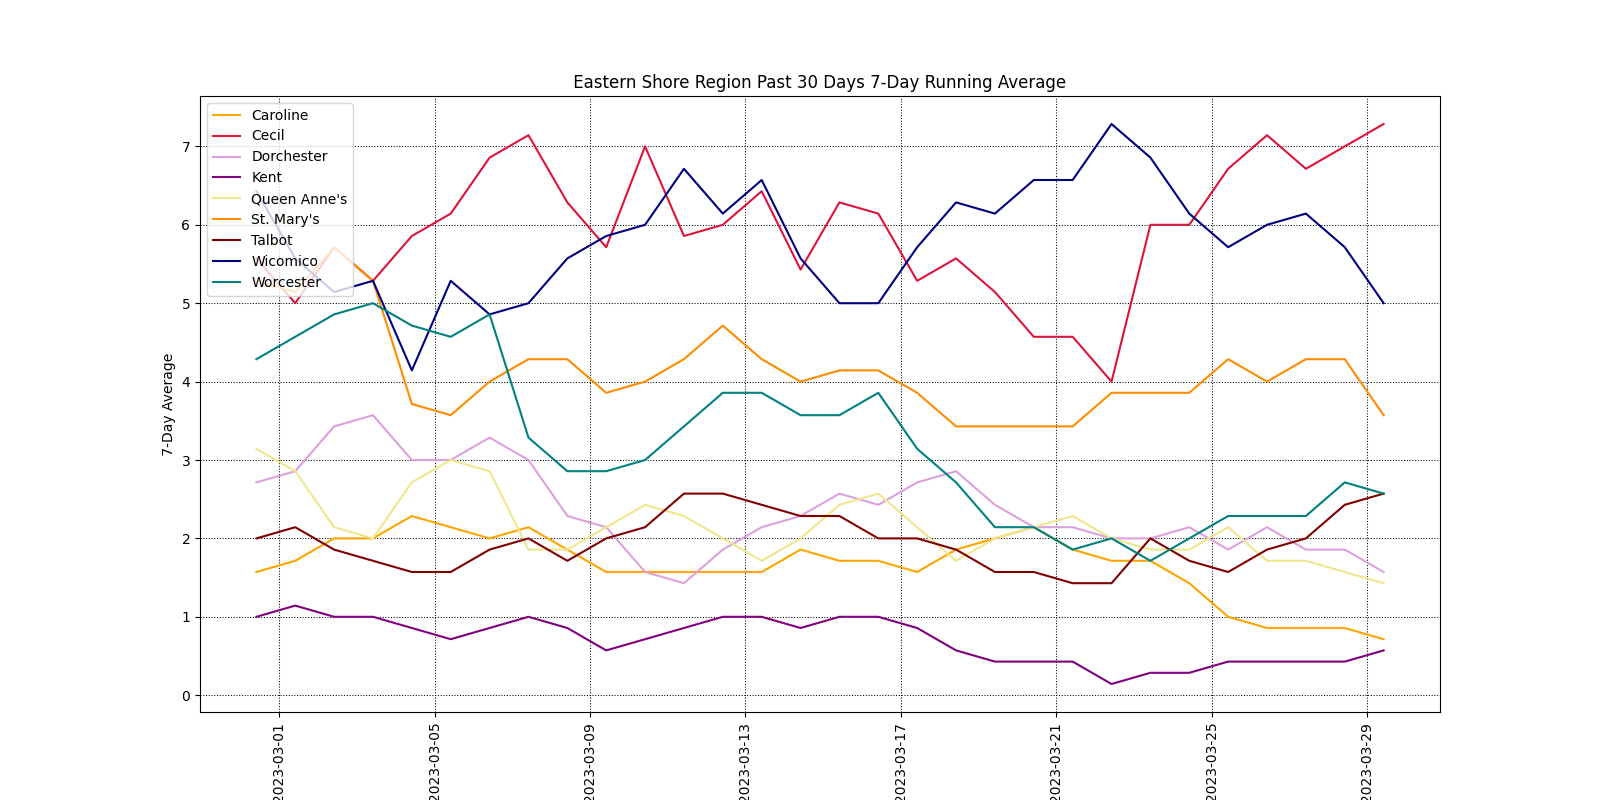 Eastern Shore Region Past 30 Days 7-Day Running Average
Caroline
Cecil
Dorchester
Kent
Queen Anne's
St. Mary's
Talbot
Wicomico
Worcester
7-Day Average
7
6
5
4
3
2
1
0
2023-03-01
2023-03-05
2023-03-09
2023-03-13
2023-03-17
2023-03-21
2023-03-25
2023-03-29